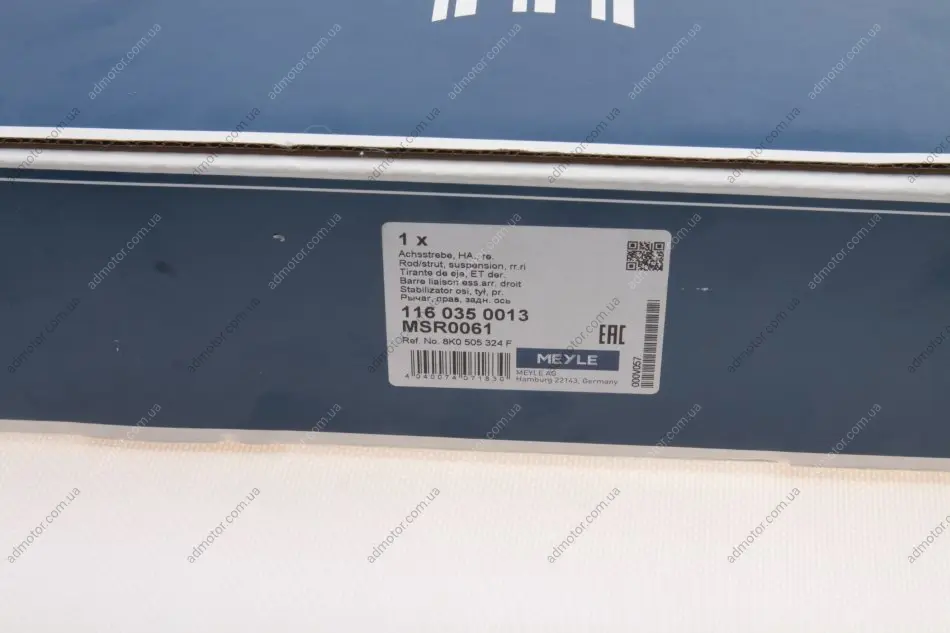 1 x
Achsstrebe, HA., re.
Rod/strut, suspension, rr.ri
Tirante de eje, ET der.
Barre liaison ess.arr. droit
Stabilizator osi, tył, pr.
Рычаг, прав, задн. ось
116 035 0013
MSR0061
EAC
Ref. No. 8K0 505 324 F
MEYLE
MEYLE AG
Hamburg 22143, Germany
000V057
admotor.com.ua